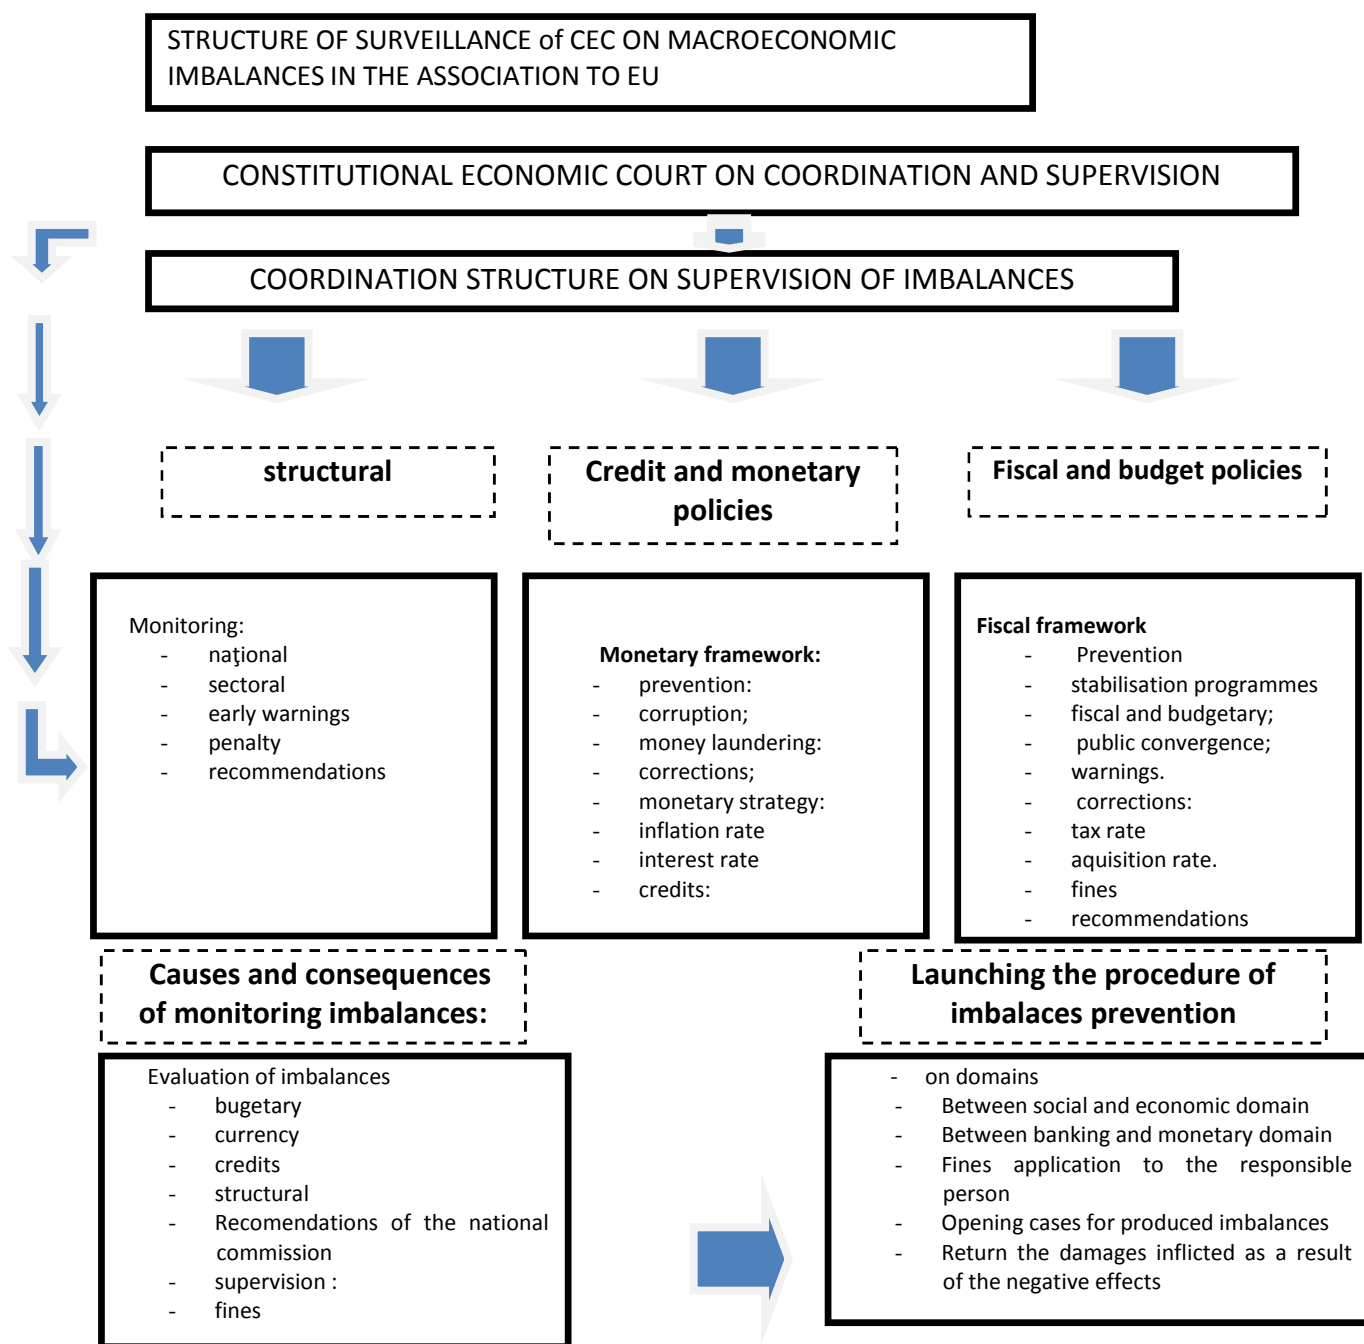 STRUCTURE OF SURVEILLANCE of CEC ON MACROECONOMIC
IMBALANCES IN THE ASSOCIATION TO EU
CONSTITUTIONAL ECONOMIC COURT ON COORDINATION AND SUPERVISION
COORDINATION STRUCTURE ON SUPERVISION OF IMBALANCES
structural
Credit and monetary
policies
Fiscal and budget policies
Monitoring:
- naţional
- sectoral
- early warnings
- penalty
- recommendations
Monetary framework:
- prevention:
- corruption;
- money laundering:
- corrections;
- monetary strategy:
- inflation rate
- interest rate
- credits:
Fiscal framework
- Prevention
- stabilisation programmes
- fiscal and budgetary;
- public convergence;
- warnings.
- corrections:
- tax rate
- aquisition rate.
- fines
- recommendations
Causes and consequences
of monitoring imbalances:
Launching the procedure of
imbalaces prevention
Evaluation of imbalances
- bugetary
- currency
- credits
- structural
- Recomendations of the national
commission
- supervision :
- fines
- on domains
- Between social and economic domain
- Between banking and monetary domain
- Fines application to the responsible
person
- Opening cases for produced imbalances
- Return the damages inflicted as a result
of the negative effects